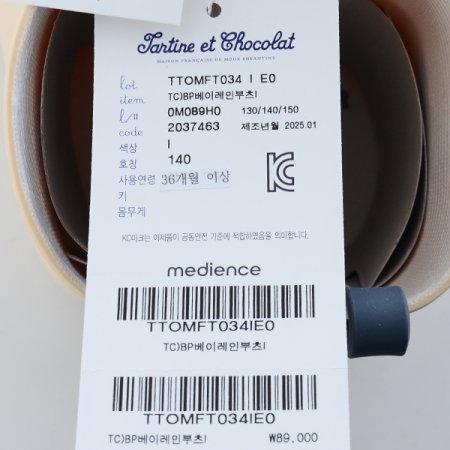 Tartine et Chocolat
MAISON FRANÇAISE DE MODE ENFANTINE
lot TTOMFT034 I E0
item TC)BP베이레인부츠I
l/# 0M089H0 130/140/150
code 2037463 제조년월 2025.01
색상 I
호칭 140
사용연령 36개월 이상
키
몸무게
KC마크는 이제품이 공통안전 기준에 적합하였음을 의미합니다.
medience
TTOMFT034IE0
TC)BP베이레인부츠I
TTOMFT034IE0
TC)BP베이레인부츠I ₩89,000